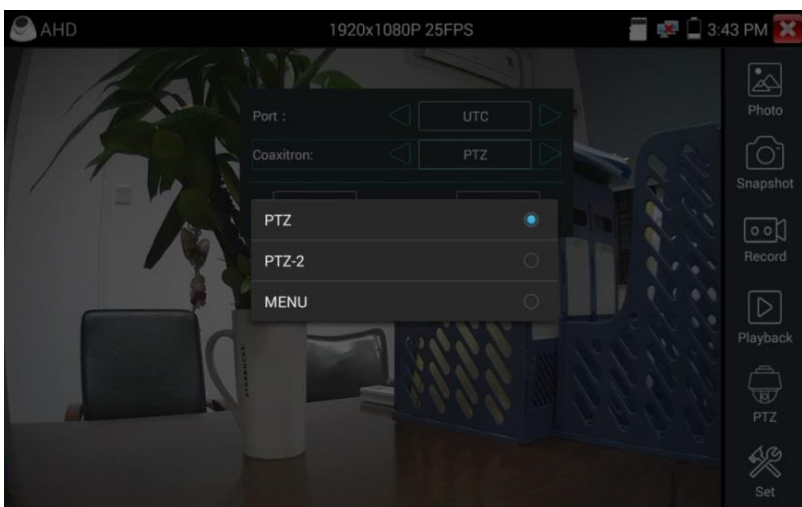 AHD
1920x1080P 25FPS
3:43 PM
Port :
UTC
Coaxitron:
PTZ
PTZ
PTZ-2
MENU
Photo
Snapshot
Record
Playback
PTZ
Set